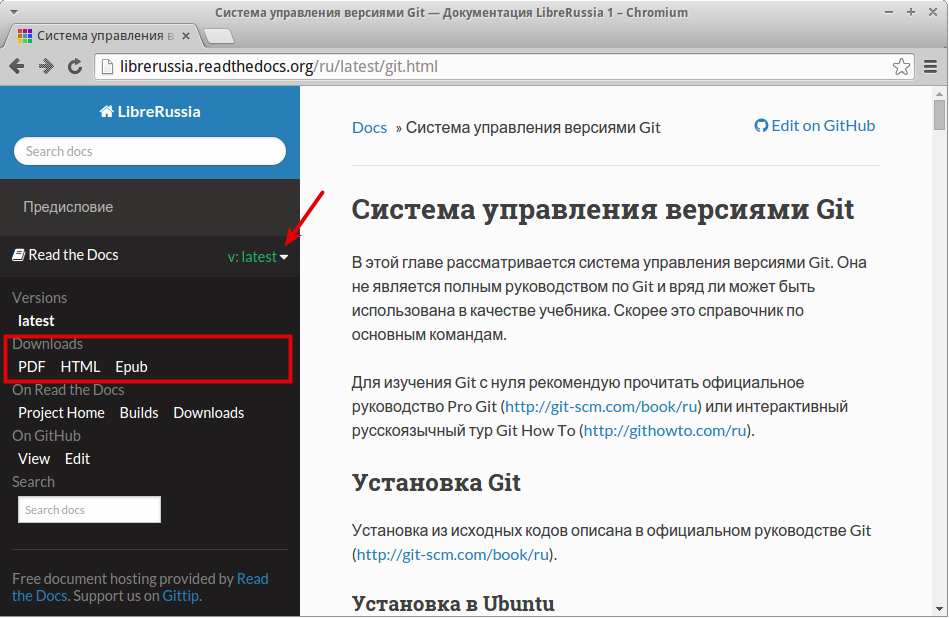 Система управления версиями Git — Документация LibreRussia 1 – Chromium
Система управления в
librerussia.readthedocs.org/ru/latest/git.html
LibreRussia
Search docs
Предисловие
Read the Docs v: latest
Versions
latest
Downloads
PDF HTML Epub
On Read the Docs
Project Home Builds Downloads
On GitHub
View Edit
Search
Search docs
Free document hosting provided by Read
the Docs. Support us on Gittip.
Docs » Система управления версиями Git
Edit on GitHub
Система управления версиями Git
В этой главе рассматривается система управления версиями Git. Она
не является полным руководством по Git и вряд ли может быть
использована в качестве учебника. Скорее это справочник по
основным командам.
Для изучения Git с нуля рекомендую прочитать официальное
руководство Pro Git (http://git-scm.com/book/ru) или интерактивный
русскоязычный тур Git How To (http://githowto.com/ru).
Установка Git
Установка из исходных кодов описана в официальном руководстве Git
(http://git-scm.com/book/ru).
Установка в Ubuntu